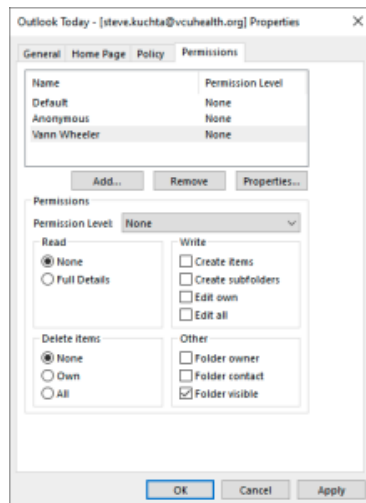 Outlook Today - [steve.kuchta@vcuhealth.org] Properties
General Home Page Policy Permissions
Name Permission Level
Default None
Anonymous None
Vann Wheeler None
Add... Remove Properties...
Permissions
Permission Level: None
Read
None
Full Details
Write
Create items
Create subfolders
Edit own
Edit all
Delete items
None
Own
All
Other
Folder owner
Folder contact
Folder visible
OK Cancel Apply